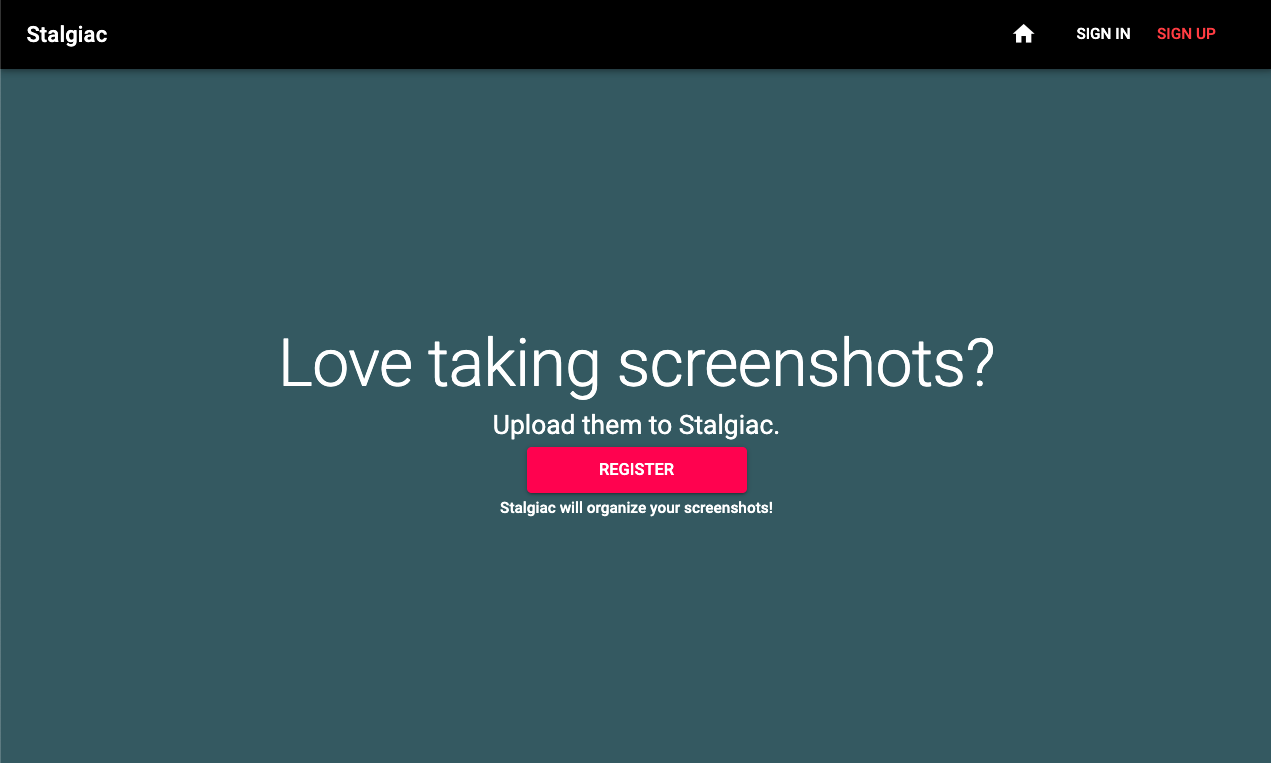 Stalgiac
SIGN IN
SIGN UP
Love taking screenshots?
Upload them to Stalgiac.
REGISTER
Stalgiac will organize your screenshots!